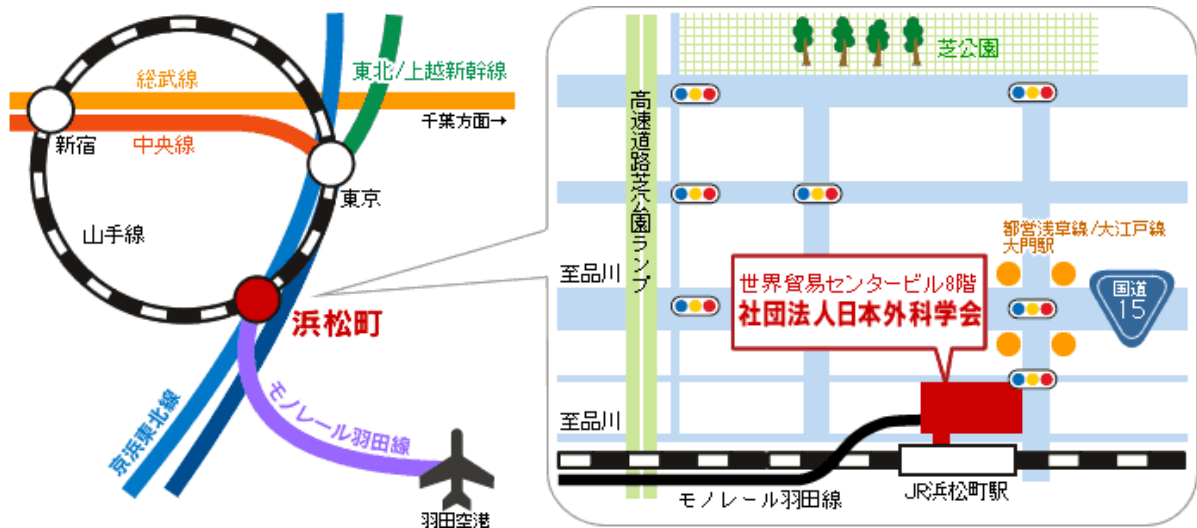 総武線
東北/上越新幹線
千葉方面→
新宿
中央線
東京
山手線
浜松町
京浜東北線
モノレール羽田線
羽田空港
芝公園
高速道路芝公園ランプ
都営浅草線/大江戸線
大門駅
至品川
国道
15
世界貿易センタービル8階
社団法人日本外科学会
至品川
モノレール羽田線
JR浜松町駅